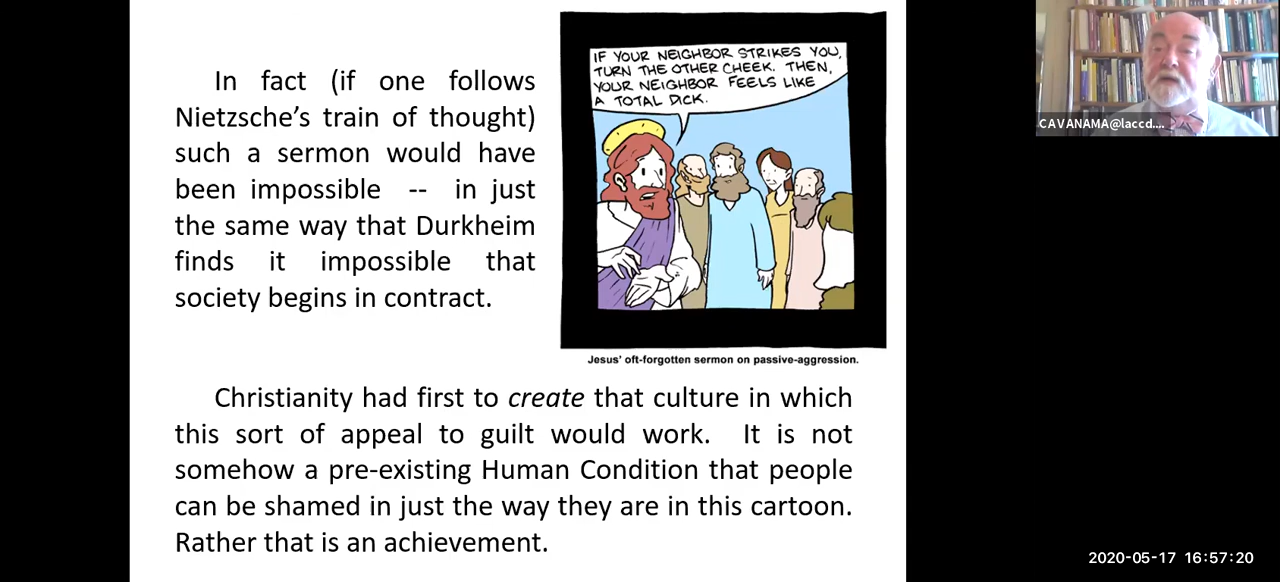 In fact (if one follows
Nietzsche’s train of thought)
such a sermon would have
been impossible -- in just
the same way that Durkheim
finds it impossible that
society begins in contract.
IF YOUR NEIGHBOR STRIKES YOU,
TURN THE OTHER CHEEK. THEN,
YOUR NEIGHBOR FEELS LIKE
A TOTAL DICK.
Jesus’ oft-forgotten sermon on passive-aggression.
Christianity had first to create that culture in which
this sort of appeal to guilt would work. It is not
somehow a pre-existing Human Condition that people
can be shamed in just the way they are in this cartoon.
Rather that is an achievement.
CAVANAMA@laccd....
2020-05-17 16:57:20